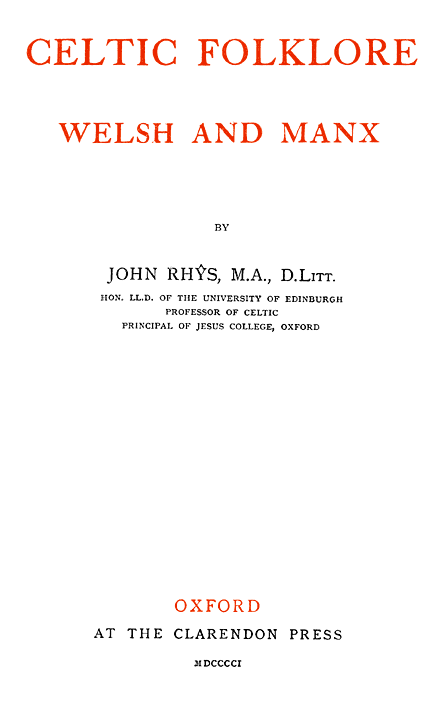 CELTIC FOLKLORE
WELSH AND MANX
BY
JOHN RHŶS, M.A., D.LITT.
HON. LL.D. OF THE UNIVERSITY OF EDINBURGH
PROFESSOR OF CELTIC
PRINCIPAL OF JESUS COLLEGE, OXFORD
OXFORD
AT THE CLARENDON PRESS
MDCCCCI